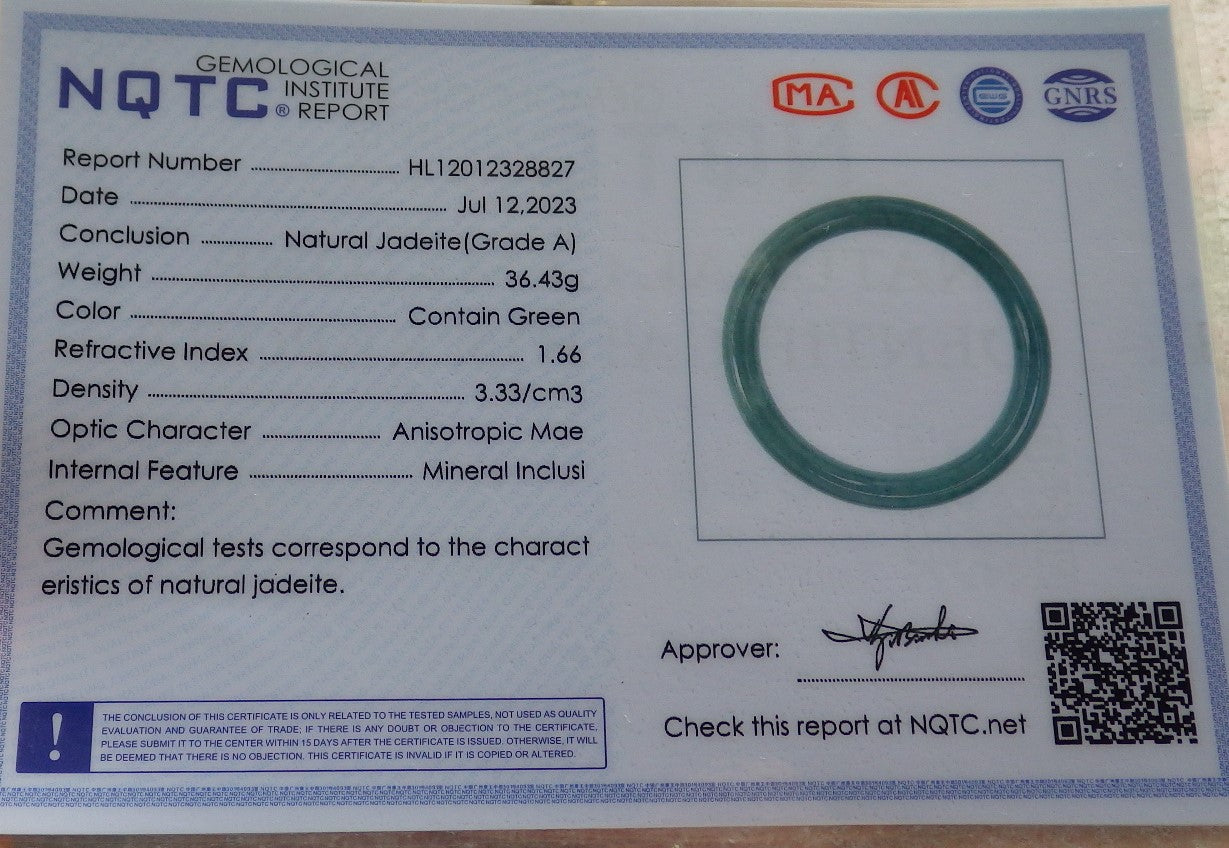 NQTC® GEMOLOGICAL INSTITUTE REPORT
MA
GNRS
Report Number HL12012328827
Date Jul 12,2023
Conclusion Natural Jadeite(Grade A)
Weight 36.43g
Color Contain Green
Refractive Index 1.66
Density 3.33/cm3
Optic Character Anisotropic Mae
Internal Feature Mineral Inclusi
Comment:
Gemological tests correspond to the charact
eristics of natural jadeite.
Approver:
Check this report at NQTC.net
! THE CONCLUSION OF THIS CERTIFICATE IS ONLY RELATED TO THE TESTED SAMPLES, NOT USED AS QUALITY
EVALUATION AND GUARANTEE OF TRADE; IF THERE IS ANY DOUBT OR OBJECTION TO THE CERTIFICATE,
PLEASE SUBMIT IT TO THE CENTER WITHIN 15 DAYS AFTER THE CERTIFICATE IS ISSUED. OTHERWISE, IT WILL
BE DEEMED THAT THERE IS NO OBJECTION. THIS CERTIFICATE IS INVALID IF IT IS COPIED OR ALTERED.